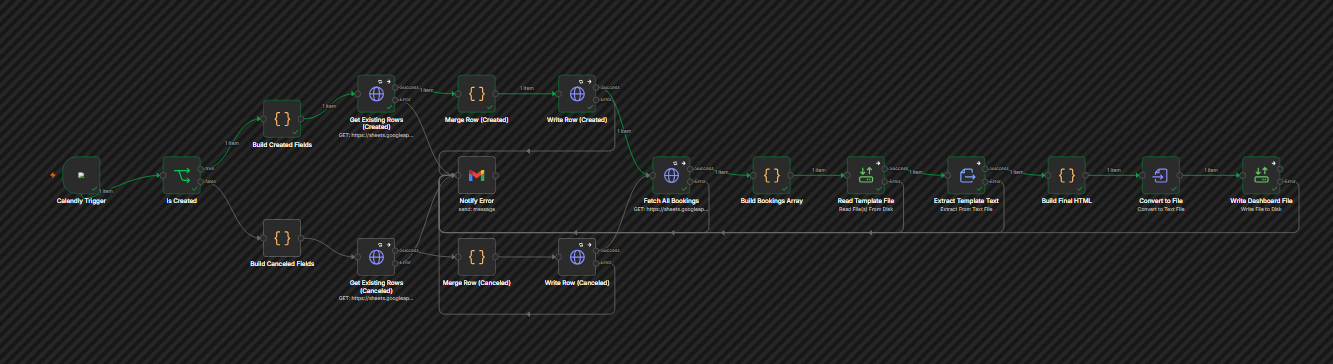 Calendly Trigger
1 item
Is Created
true
false
1 item
{ }
Build Created Fields
1 item
{ }
Build Canceled Fields
Get Existing Rows
(Created)
GET: https://sheets.googleap...
Success
Error
1 item
{ }
Merge Row (Created)
1 item
Write Row (Created)
Success
Error
1 item
Notify Error
send: message
Get Existing Rows
(Canceled)
GET: https://sheets.googleap...
Success
Error
{ }
Merge Row (Canceled)
Write Row (Canceled)
Success
Error
Fetch All Bookings
GET: https://sheets.googleap...
Success
Error
1 item
{ }
Build Bookings Array
1 item
Read Template File
Read File(s) From Disk
Success
Error
1 item
Extract Template Text
Extract From Text File
Success
Error
1 item
{ }
Build Final HTML
1 item
Convert to File
Convert to Text File
1 item
Write Dashboard File
Write File to Disk
Success
Error